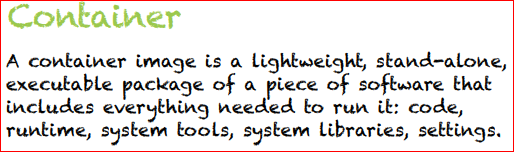 Container
A container image is a lightweight, stand-alone,
executable package of a piece of software that
includes everything needed to run it: code,
runtime, system tools, system libraries, settings.